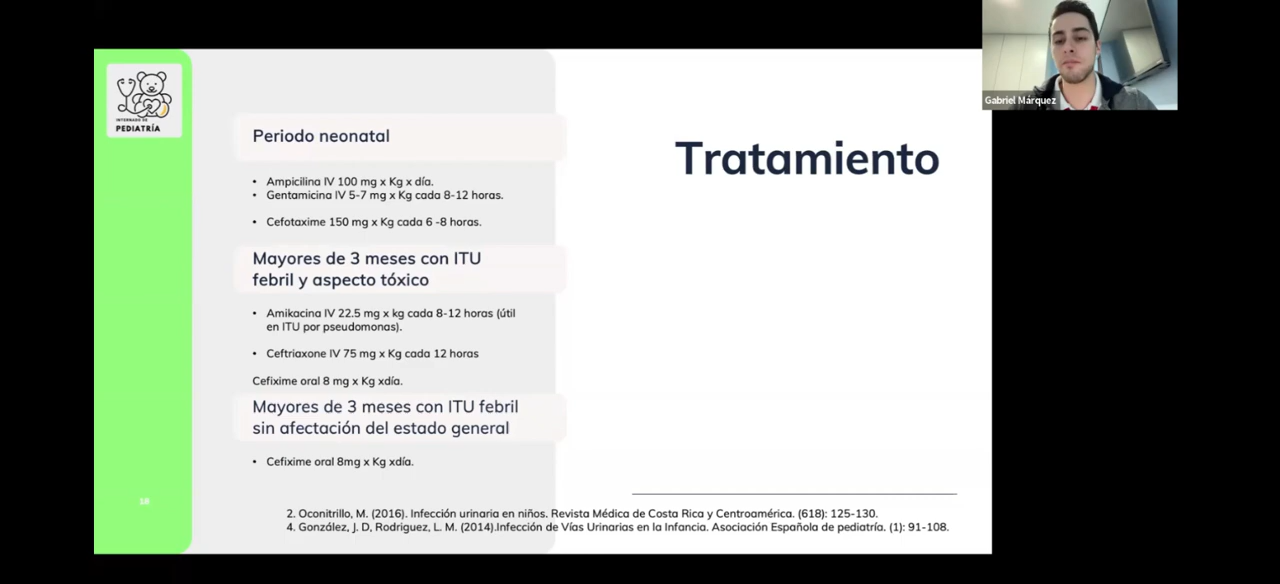 INTERNADO DE
PEDIATRÍA
Periodo neonatal
• Ampicilina IV 100 mg x Kg x día.
• Gentamicina IV 5-7 mg x Kg cada 8-12 horas.
• Cefotaxime 150 mg x Kg cada 6 -8 horas.
Mayores de 3 meses con ITU
febril y aspecto tóxico
• Amikacina IV 22.5 mg x kg cada 8-12 horas (útil
en ITU por pseudomonas).
• Ceftriaxone IV 75 mg x Kg cada 12 horas
Cefixime oral 8 mg x Kg xdía.
Mayores de 3 meses con ITU febril
sin afectación del estado general
• Cefixime oral 8mg x Kg xdía.
Tratamiento
18
2. Oconitrillo, M. (2016). Infección urinaria en niños. Revista Médica de Costa Rica y Centroamérica. (618): 125-130.
4. González, J. D, Rodriguez, L. M. (2014).Infección de Vías Urinarias en la Infancia. Asociación Española de pediatría. (1): 91-108.
Gabriel Márquez